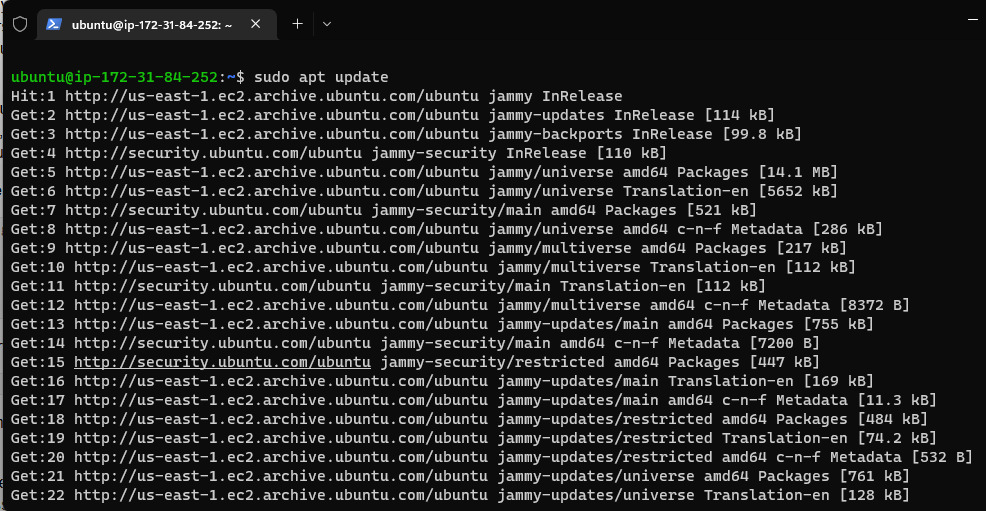 ubuntu@ip-172-31-84-252: ~
ubuntu@ip-172-31-84-252:~$ sudo apt update
Hit:1 http://us-east-1.ec2.archive.ubuntu.com/ubuntu jammy InRelease
Get:2 http://us-east-1.ec2.archive.ubuntu.com/ubuntu jammy-updates InRelease [114 kB]
Get:3 http://us-east-1.ec2.archive.ubuntu.com/ubuntu jammy-backports InRelease [99.8 kB]
Get:4 http://security.ubuntu.com/ubuntu jammy-security InRelease [110 kB]
Get:5 http://us-east-1.ec2.archive.ubuntu.com/ubuntu jammy/universe amd64 Packages [14.1 MB]
Get:6 http://us-east-1.ec2.archive.ubuntu.com/ubuntu jammy/universe Translation-en [5652 kB]
Get:7 http://security.ubuntu.com/ubuntu jammy-security/main amd64 Packages [521 kB]
Get:8 http://us-east-1.ec2.archive.ubuntu.com/ubuntu jammy/universe amd64 c-n-f Metadata [286 kB]
Get:9 http://us-east-1.ec2.archive.ubuntu.com/ubuntu jammy/multiverse amd64 Packages [217 kB]
Get:10 http://us-east-1.ec2.archive.ubuntu.com/ubuntu jammy/multiverse Translation-en [112 kB]
Get:11 http://security.ubuntu.com/ubuntu jammy-security/main Translation-en [112 kB]
Get:12 http://us-east-1.ec2.archive.ubuntu.com/ubuntu jammy/multiverse amd64 c-n-f Metadata [8372 B]
Get:13 http://us-east-1.ec2.archive.ubuntu.com/ubuntu jammy-updates/main amd64 Packages [755 kB]
Get:14 http://security.ubuntu.com/ubuntu jammy-security/main amd64 c-n-f Metadata [7200 B]
Get:15 http://security.ubuntu.com/ubuntu jammy-security/restricted amd64 Packages [447 kB]
Get:16 http://us-east-1.ec2.archive.ubuntu.com/ubuntu jammy-updates/main Translation-en [169 kB]
Get:17 http://us-east-1.ec2.archive.ubuntu.com/ubuntu jammy-updates/main amd64 c-n-f Metadata [11.3 kB]
Get:18 http://us-east-1.ec2.archive.ubuntu.com/ubuntu jammy-updates/restricted amd64 Packages [484 kB]
Get:19 http://us-east-1.ec2.archive.ubuntu.com/ubuntu jammy-updates/restricted Translation-en [74.2 kB]
Get:20 http://us-east-1.ec2.archive.ubuntu.com/ubuntu jammy-updates/restricted amd64 c-n-f Metadata [532 B]
Get:21 http://us-east-1.ec2.archive.ubuntu.com/ubuntu jammy-updates/universe amd64 Packages [761 kB]
Get:22 http://us-east-1.ec2.archive.ubuntu.com/ubuntu jammy-updates/universe Translation-en [128 kB]